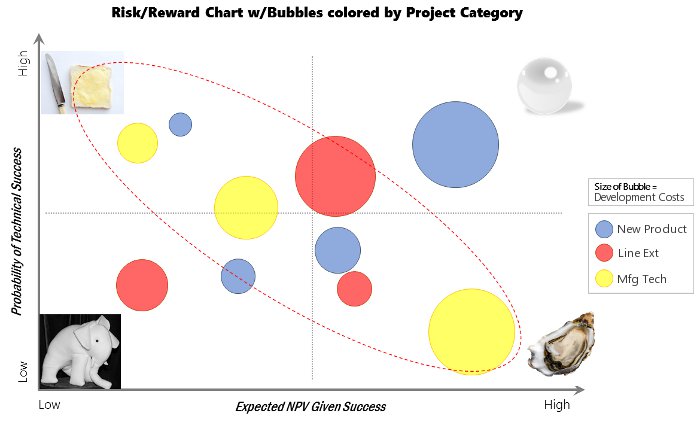 Risk/Reward Chart w/Bubbles colored by Project Category
High
Probability of Technical Success
Low
Size of Bubble =
Development Costs
New Product
Line Ext
Mfg Tech
Low
Expected NPV Given Success
High